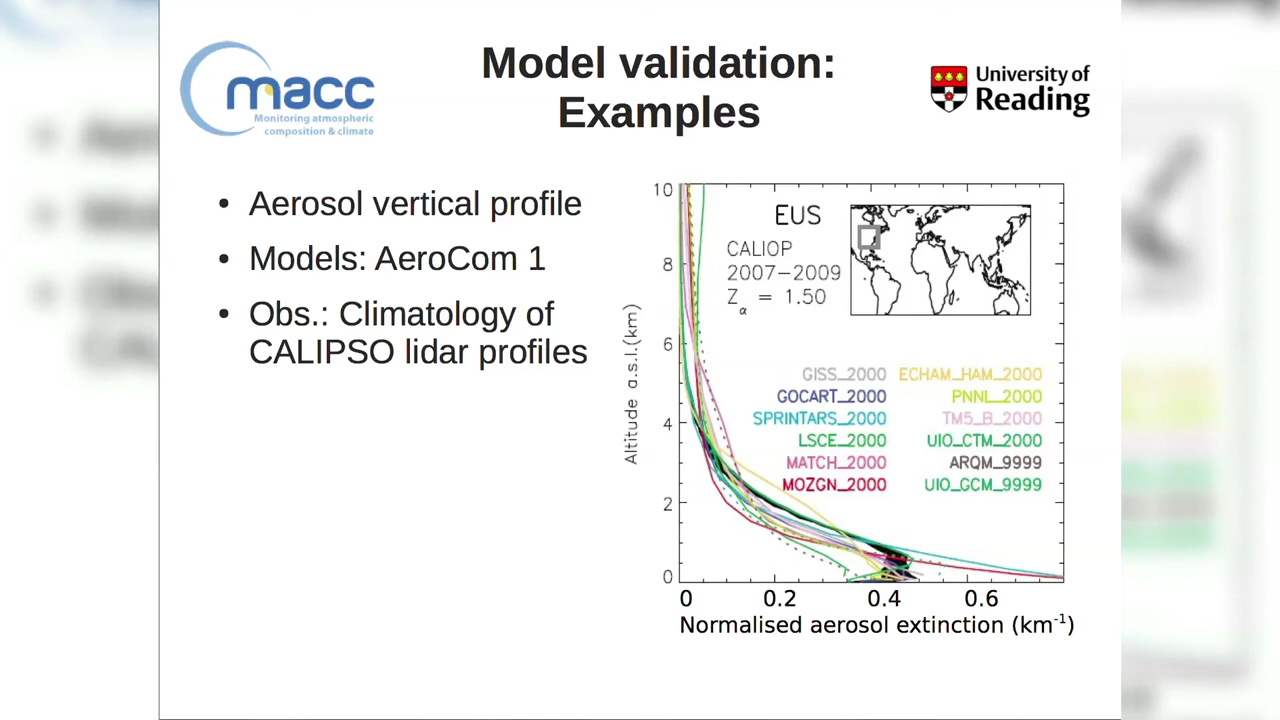 macc
Monitoring atmospheric
composition & climate
Model validation:
Examples
University of
Reading
• Aerosol vertical profile
• Models: AeroCom 1
• Obs.: Climatology of
CALIPSO lidar profiles
10
8
6
4
2
0
Altitude a.s.l.(km)
EUS
CALIOP
2007-2009
Zα = 1.50
GISS_2000 ECHAM_HAM_2000
GOCART_2000 PNNL_2000
SPRINTARS_2000 TM5_B_2000
LSCE_2000 UIO_CTM_2000
MATCH_2000 ARQM_9999
MOZGN_2000 UIO_GCM_9999
0 0.2 0.4 0.6
Normalised aerosol extinction (km⁻¹)